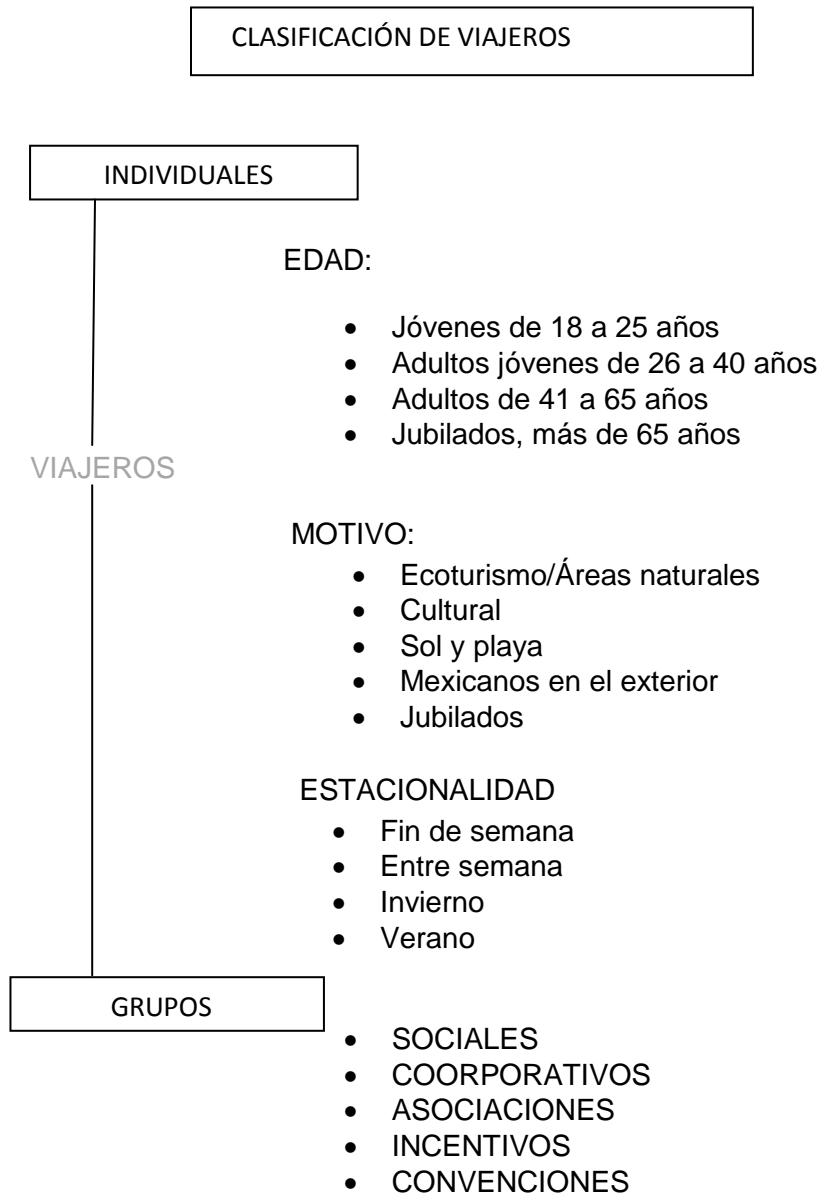 CLASIFICACIÓN DE VIAJEROS
INDIVIDUALES
EDAD:
• Jóvenes de 18 a 25 años
• Adultos jóvenes de 26 a 40 años
• Adultos de 41 a 65 años
• Jubilados, más de 65 años
VIAJEROS
MOTIVO:
• Ecoturismo/Áreas naturales
• Cultural
• Sol y playa
• Mexicanos en el exterior
• Jubilados
ESTACIONALIDAD
• Fin de semana
• Entre semana
• Invierno
• Verano
GRUPOS
• SOCIALES
• COORPORATIVOS
• ASOCIACIONES
• INCENTIVOS
• CONVENCIONES